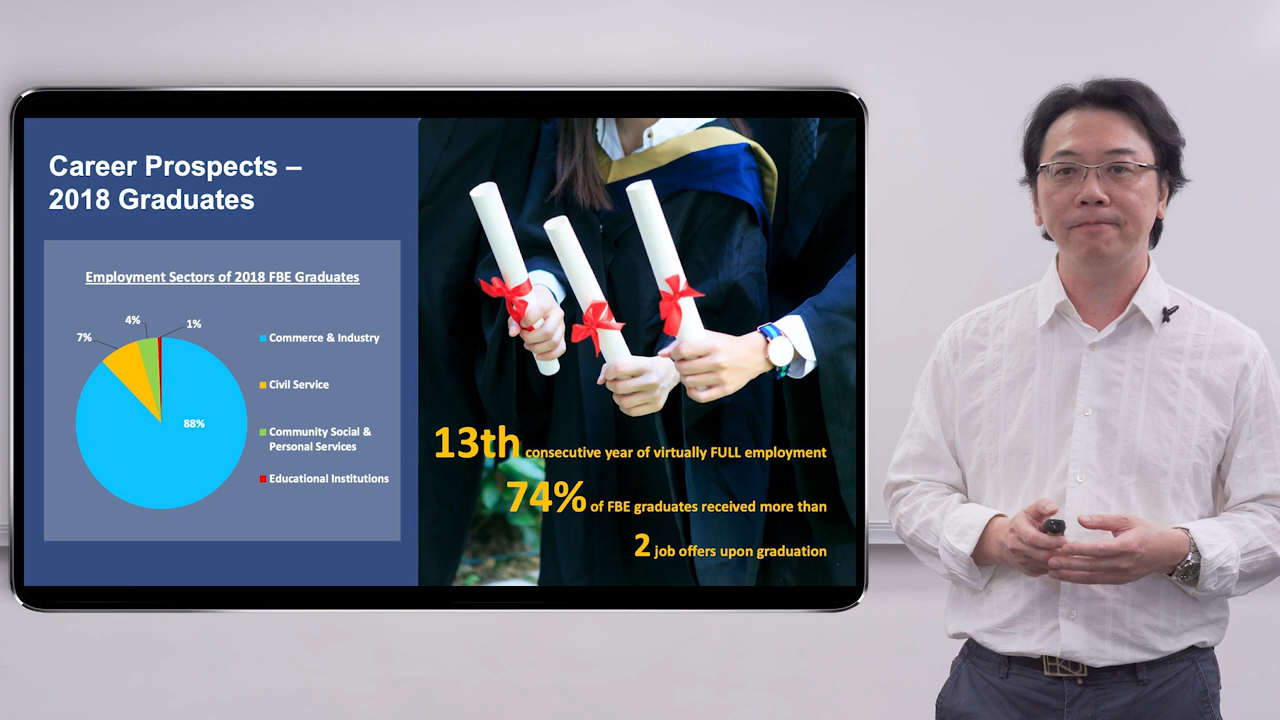 Career Prospects –
2018 Graduates
Employment Sectors of 2018 FBE Graduates
4%
1%
7%
88%
Commerce & Industry
Civil Service
Community Social &
Personal Services
Educational Institutions
13th consecutive year of virtually FULL employment
74% of FBE graduates received more than
2 job offers upon graduation